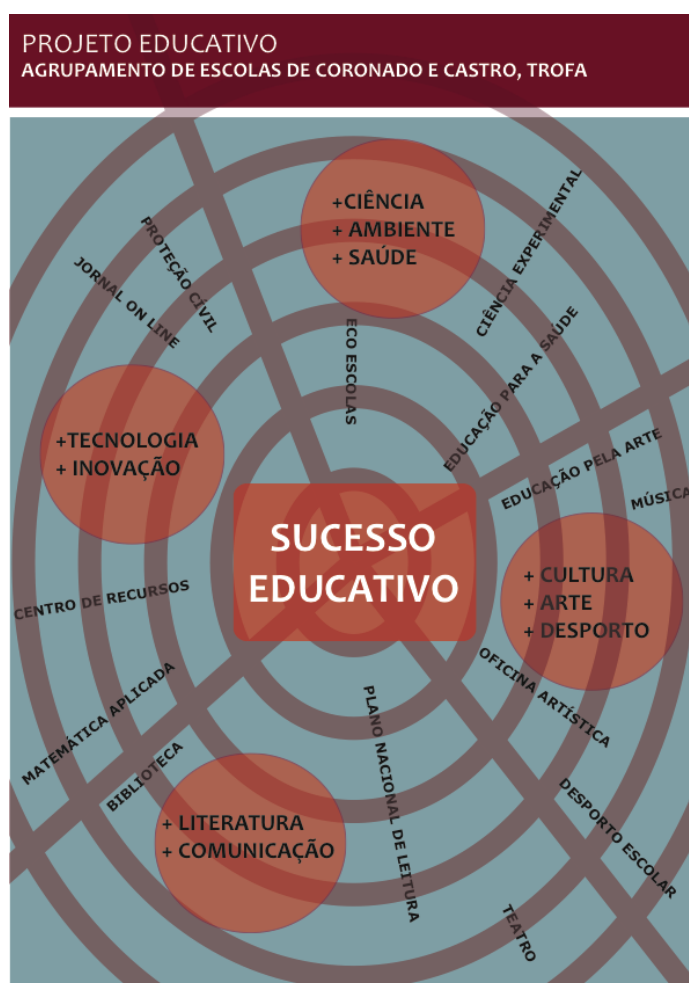 PROJETO EDUCATIVO
AGRUPAMENTO DE ESCOLAS DE CORONADO E CASTRO, TROFA
+CIÊNCIA
+ AMBIENTE
+ SAÚDE
CIÊNCIA EXPERIMENTAL
PROTEÇÃO CÍVIL
JORNAL ON LINE
ECO ESCOLAS
EDUCAÇÃO PARA A SAÚDE
+TECNOLOGIA
+ INOVAÇÃO
EDUCAÇÃO PELA ARTE
MÚSICA
SUCESSO
EDUCATIVO
+ CULTURA
+ ARTE
+ DESPORTO
CENTRO DE RECURSOS
OFICINA ARTÍSTICA
MATEMÁTICA APLICADA
BIBLIOTECA
PLANO NACIONAL DE LEITURA
+ LITERATURA
+ COMUNICAÇÃO
DESPORTO ESCOLAR
TEATRO